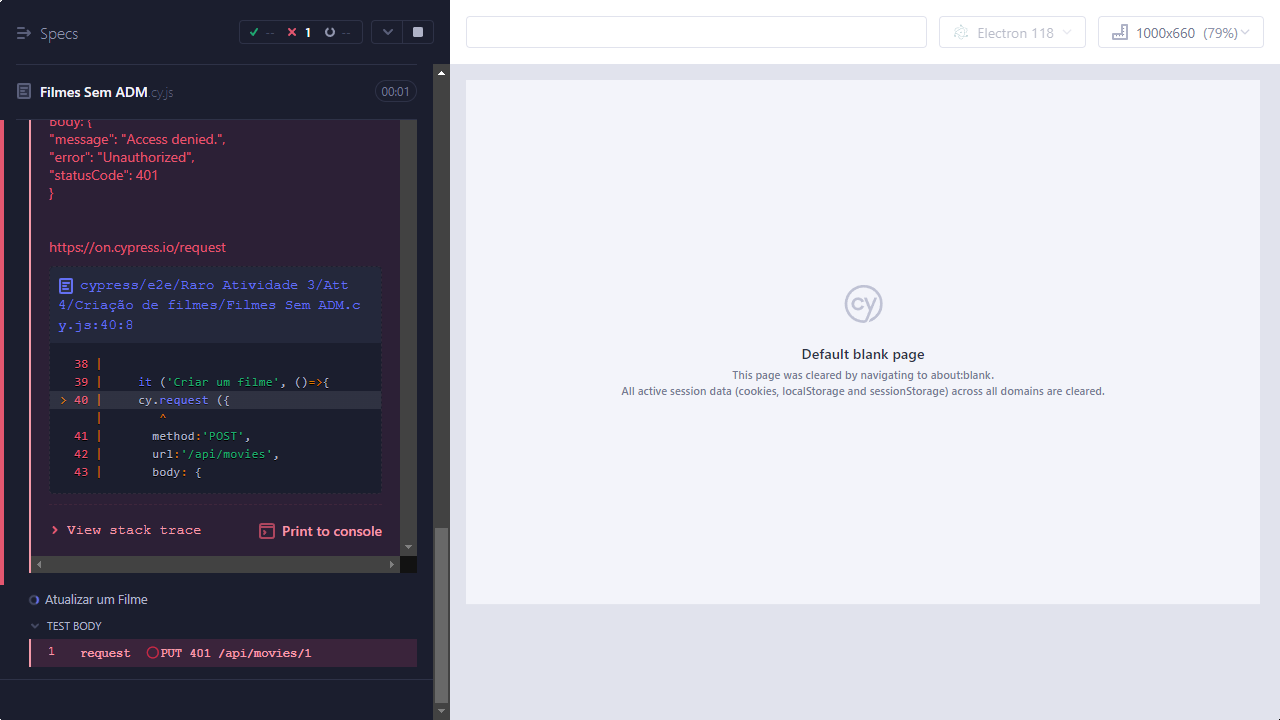 Specs
-- 1 --
Electron 118
1000x660 (79%)
Filmes Sem ADM.cy.js
00:01
Body: {
"message": "Access denied.",
"error": "Unauthorized",
"statusCode": 401
}
https://on.cypress.io/request
cypress/e2e/Raro Atividade 3/Att
4/Criação de filmes/Filmes Sem ADM.c
y.js:40:8
38 |
39 | it ('Criar um filme', ()=>{
> 40 | cy.request ({
| ^
41 | method:'POST',
42 | url:'/api/movies',
43 | body: {
View stack trace
Print to console
Atualizar um Filme
TEST BODY
1 request PUT 401 /api/movies/1
cy
Default blank page
This page was cleared by navigating to about:blank.
All active session data (cookies, localStorage and sessionStorage) across all domains are cleared.